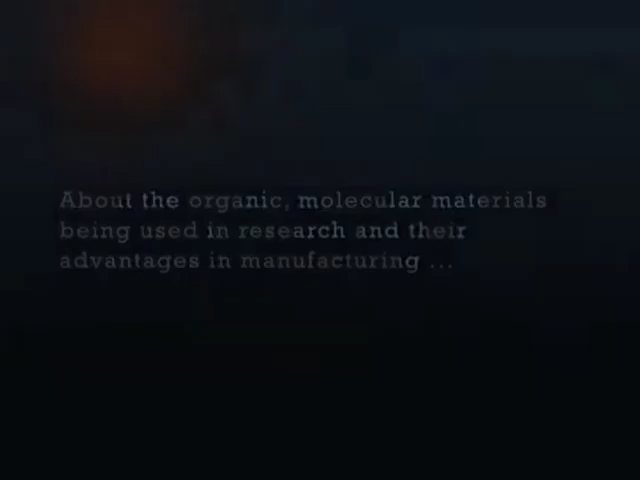 About the organic, molecular materials
being used in research and their
advantages in manufacturing ...